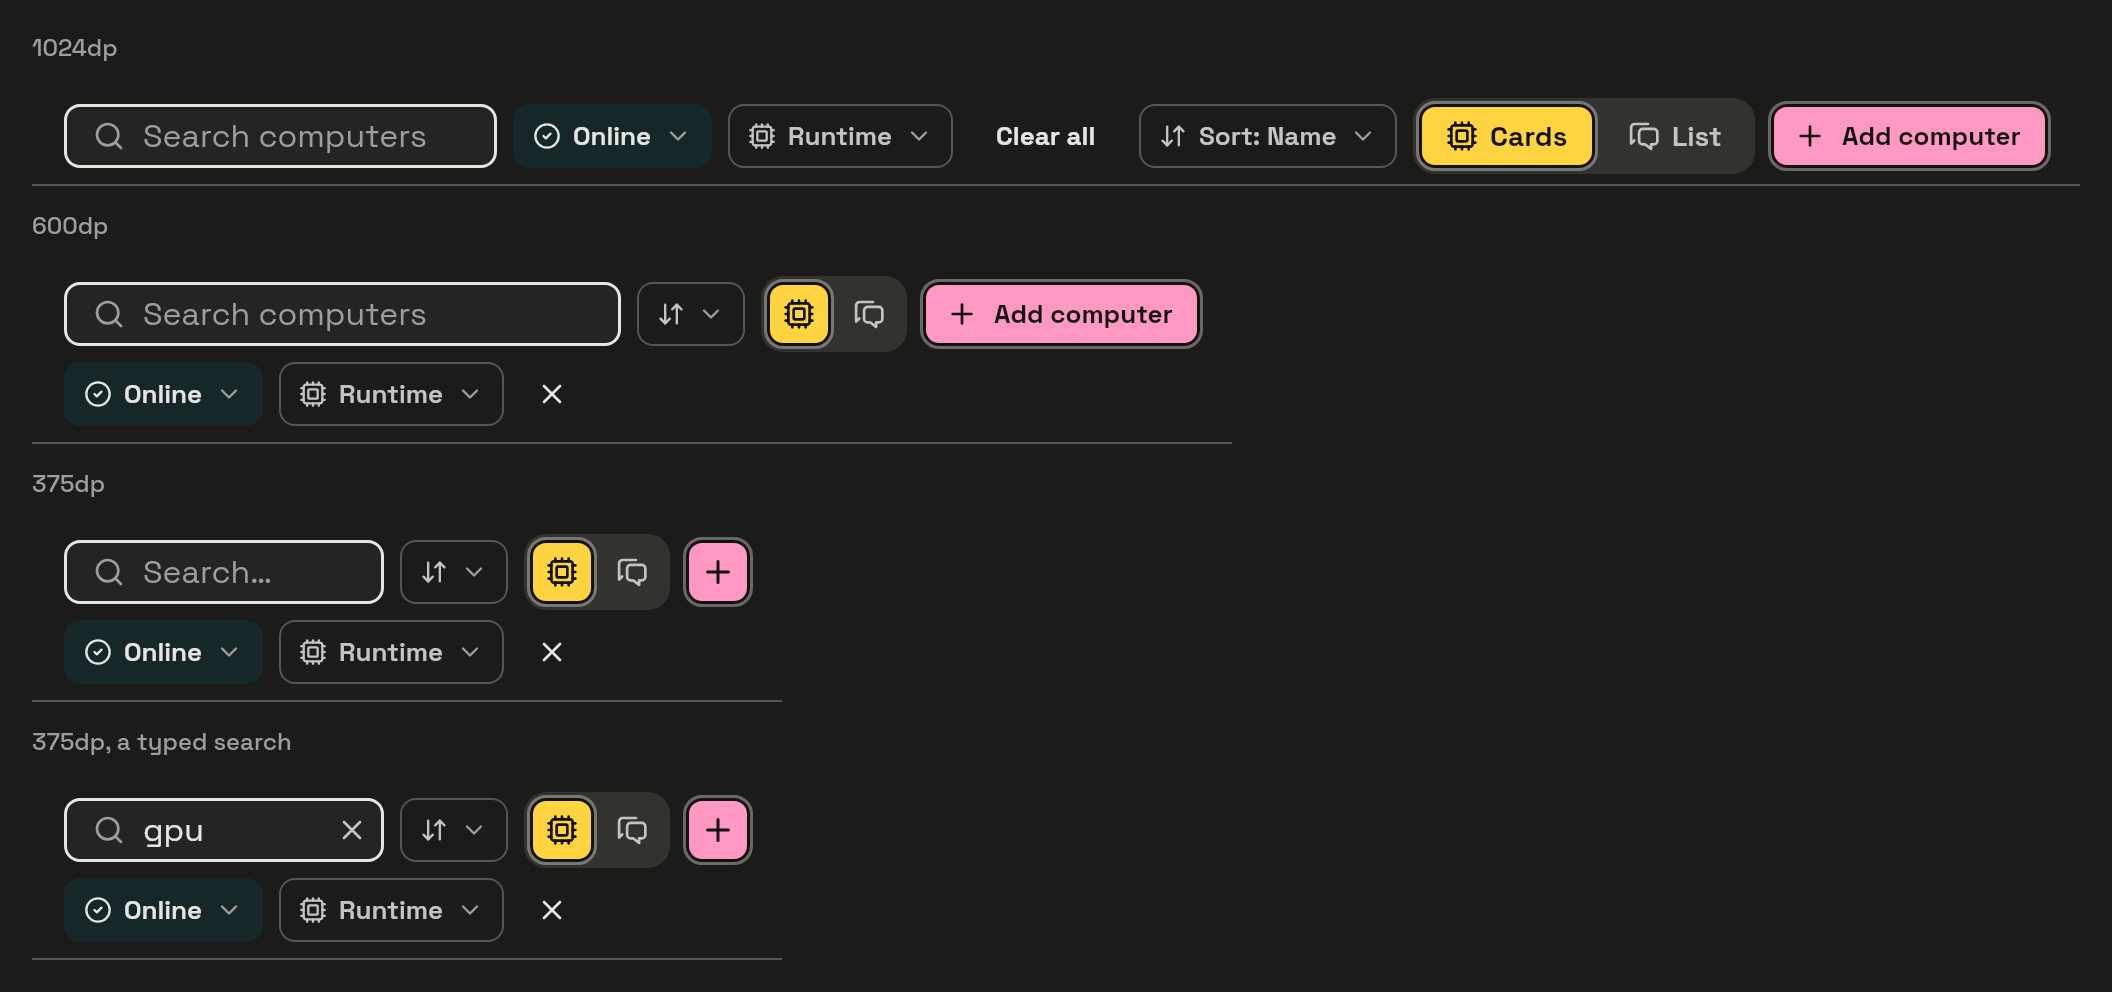 1024dp
Search computers Online Runtime Clear all Sort: Name Cards List Add computer
600dp
Search computers Add computer
Online Runtime
375dp
Search...
Online Runtime
375dp, a typed search
gpu
Online Runtime